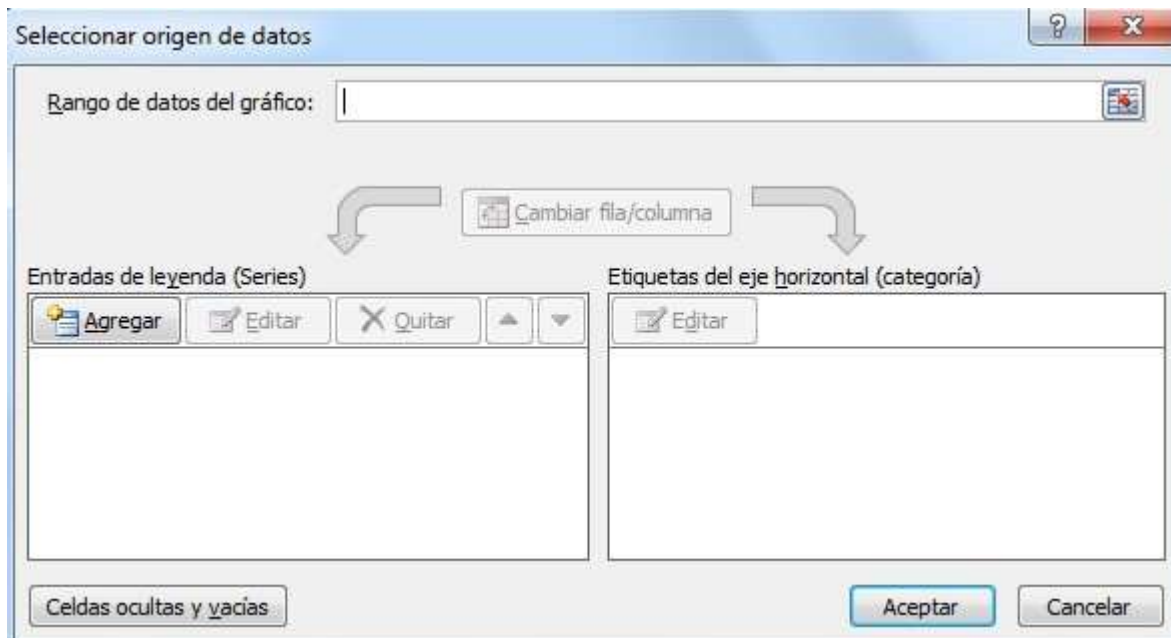 Seleccionar origen de datos
Rango de datos del gráfico:
Cambiar fila/columna
Entradas de leyenda (Series)
Etiquetas del eje horizontal (categoría)
Agregar Editar Quitar
Editar
Celdas ocultas y vacías
Aceptar Cancelar